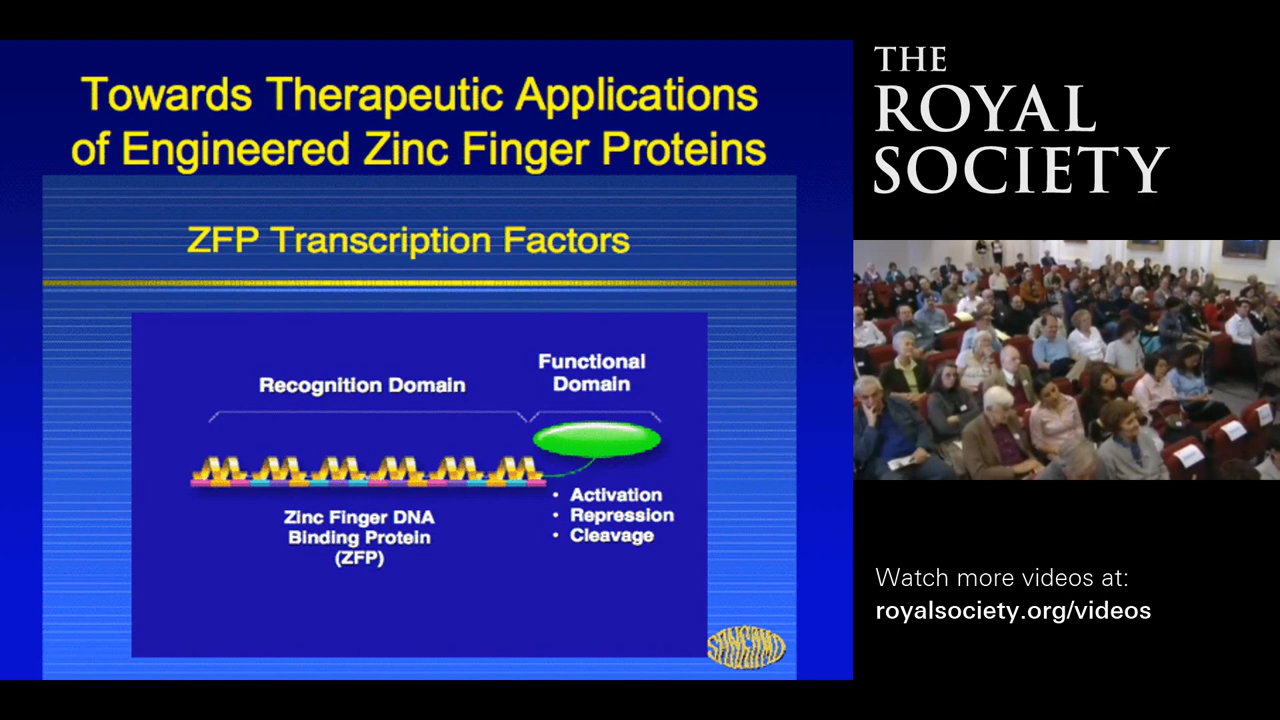 Towards Therapeutic Applications
of Engineered Zinc Finger Proteins
ZFP Transcription Factors
Recognition Domain
Functional
Domain
Zinc Finger DNA
Binding Protein
(ZFP)
• Activation
• Repression
• Cleavage
SANGAMO
THE
ROYAL
SOCIETY
Watch more videos at:
royalsociety.org/videos